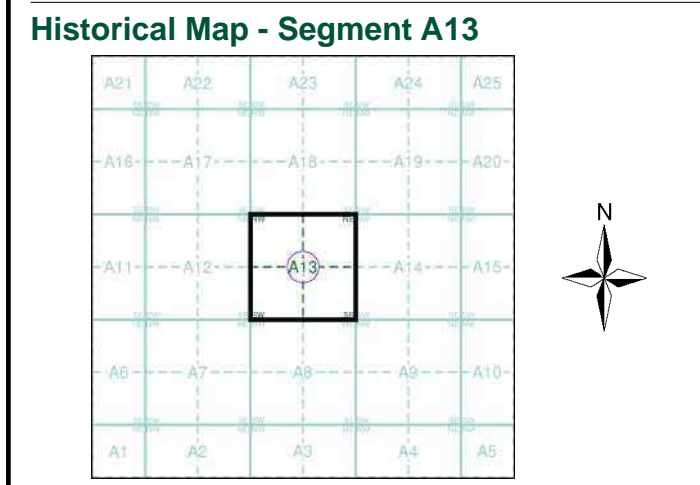 Historical Map - Segment A13
A21 A22 A23 A24 A25
A16 A17 A18 A19 A20
N
A11 A12 A13 A14 A15
A6 A7 A8 A9 A10
A1 A2 A3 A4 A5